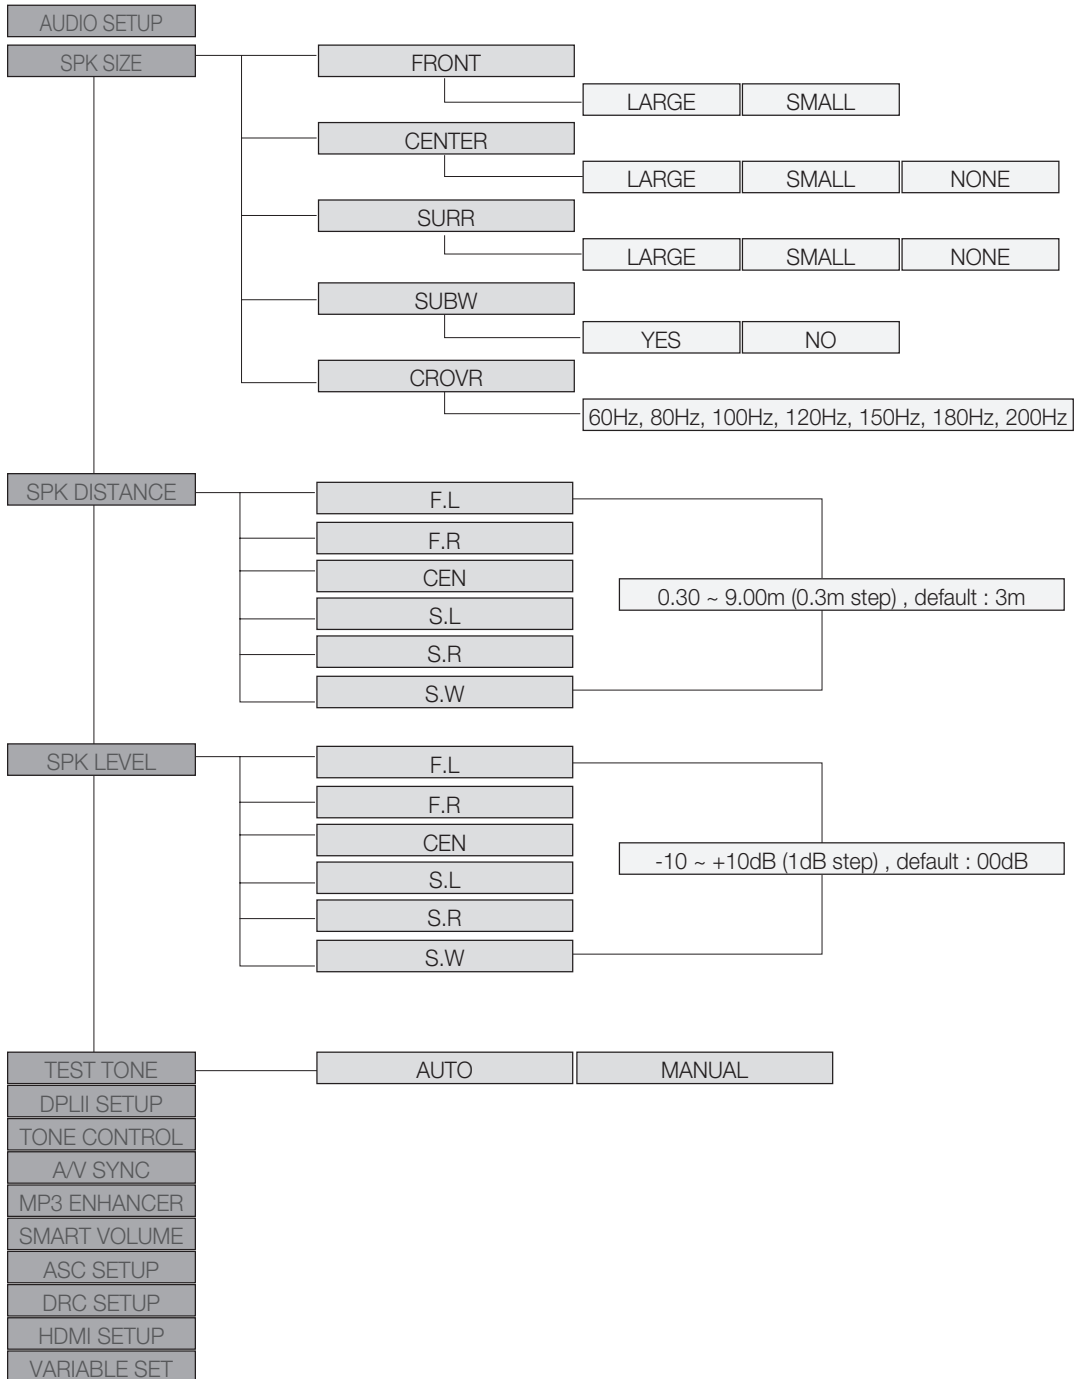 AUDIO SETUP
SPK SIZE
FRONT
LARGE SMALL
CENTER
LARGE SMALL NONE
SURR
LARGE SMALL NONE
SUBW
YES NO
CROVR
60Hz, 80Hz, 100Hz, 120Hz, 150Hz, 180Hz, 200Hz
SPK DISTANCE
F.L
F.R
CEN
S.L
S.R
S.W
0.30 ~ 9.00m (0.3m step) , default : 3m
SPK LEVEL
F.L
F.R
CEN
S.L
S.R
S.W
-10 ~ +10dB (1dB step) , default : 00dB
TEST TONE
AUTO MANUAL
DPLII SETUP
TONE CONTROL
A/V SYNC
MP3 ENHANCER
SMART VOLUME
ASC SETUP
DRC SETUP
HDMI SETUP
VARIABLE SET